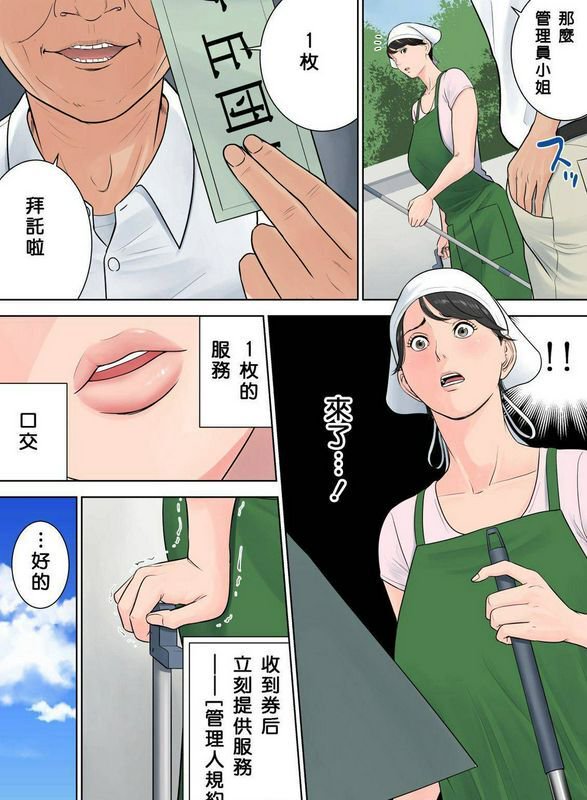 那麼
管理員小姐
…
スッ
1枚
団
拜託啦
!!
來了…!
1枚的
服務
口交
收到券后
立刻提供服務
——[管理人規約
…好的